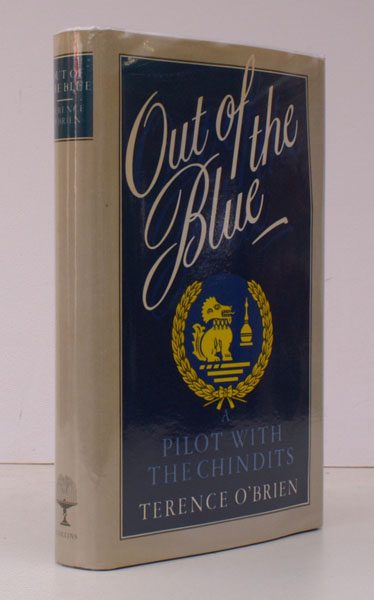 OUT OF
THE BLUE
TERENCE
O'BRIEN
COLLINS
Out of
the
Blue
A
PILOT WITH
THE CHINDITS
TERENCE O'BRIEN